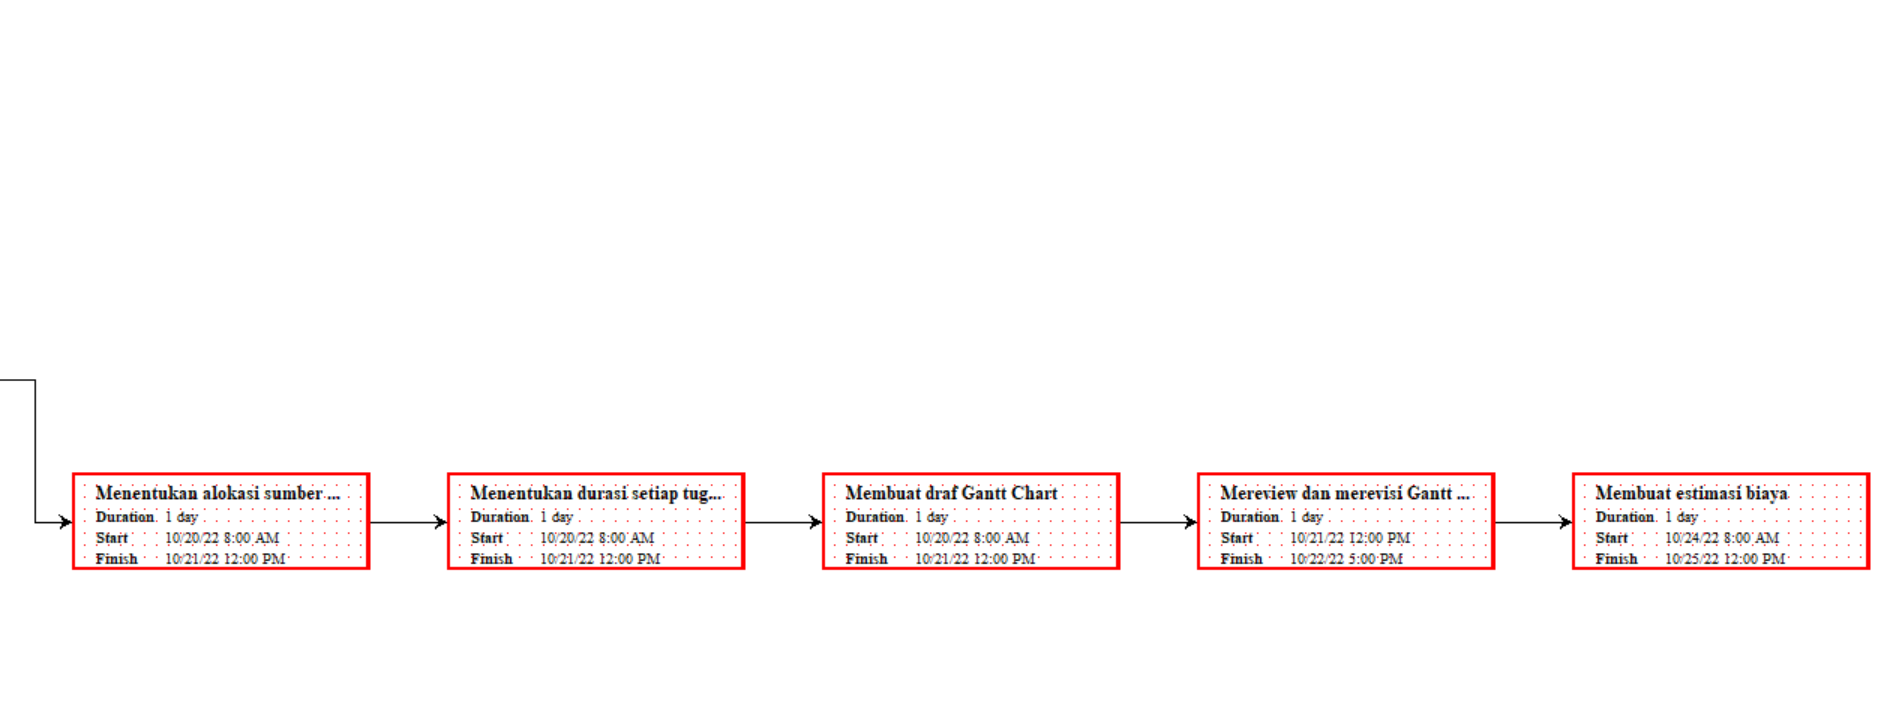 Menentukan alokasi sumber ...
Duration 1 day
Start 10/20/22 8:00 AM
Finish 10/21/22 12:00 PM
Menentukan durasi setiap tug...
Duration 1 day
Start 10/20/22 8:00 AM
Finish 10/21/22 12:00 PM
Membuat draf Gantt Chart
Duration 1 day
Start 10/20/22 8:00 AM
Finish 10/21/22 12:00 PM
Mereview dan merevisi Gantt ...
Duration 1 day
Start 10/21/22 12:00 PM
Finish 10/22/22 5:00 PM
Membuat estimasi biaya
Duration 1 day
Start 10/24/22 8:00 AM
Finish 10/25/22 12:00 PM